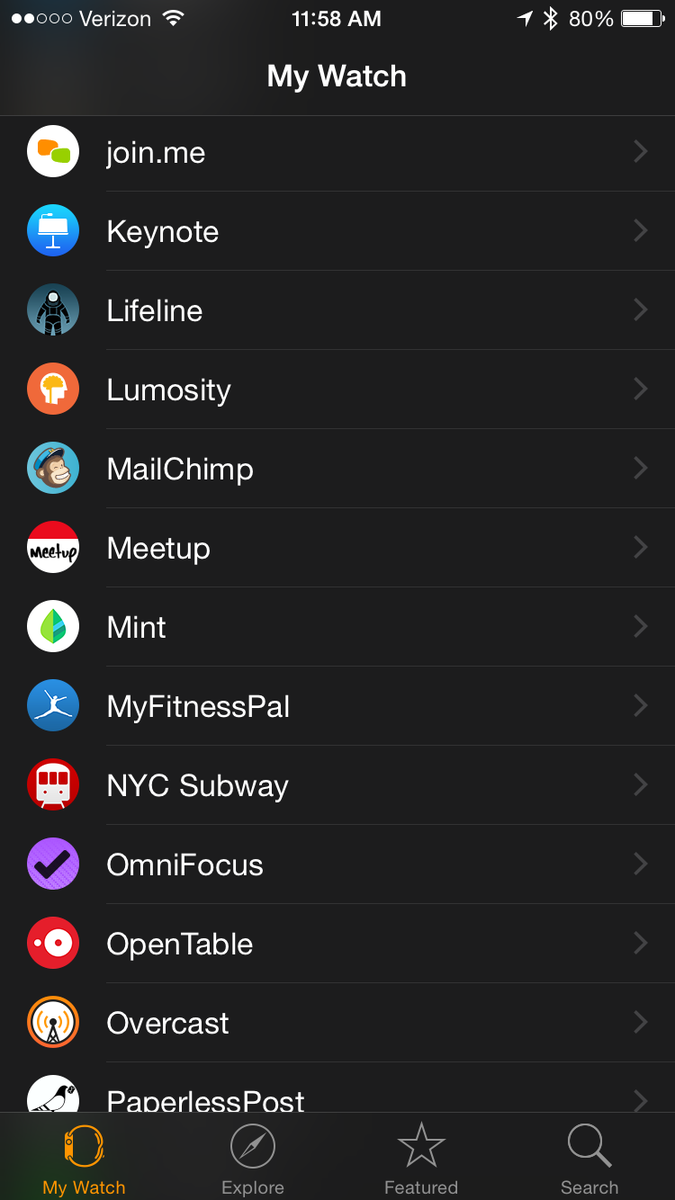 Verizon 11:58 AM 80%
My Watch
join.me
Keynote
Lifeline
Lumosity
MailChimp
Meetup
Meetup
Mint
MyFitnessPal
NYC Subway
OmniFocus
OpenTable
Overcast
PaperlessPost
My Watch Explore Featured Search